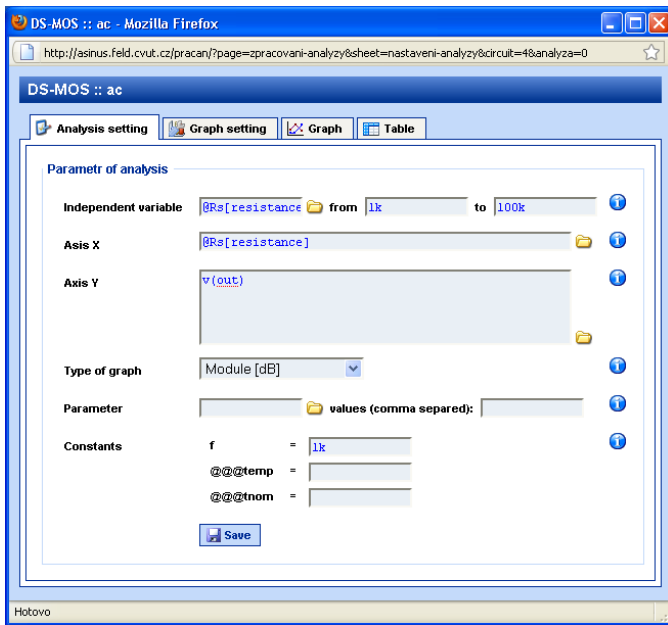 DS-MOS :: ac - Mozilla Firefox
http://asinus.feld.cvut.cz/pracan/?page=zpracovani-analyzy&sheet=nastaveni-analyzy&circuit=4&analyza=0
DS-MOS :: ac
Analysis setting Graph setting Graph Table
Parametr of analysis
Independent variable @Rs[resistance from 1k to 100k
Asis X @Rs[resistance]
Axis Y v(out)
Type of graph Module [dB]
Parameter values (comma separed):
Constants f = 1k
@@@temp =
@@@tnom =
Save
Hotovo